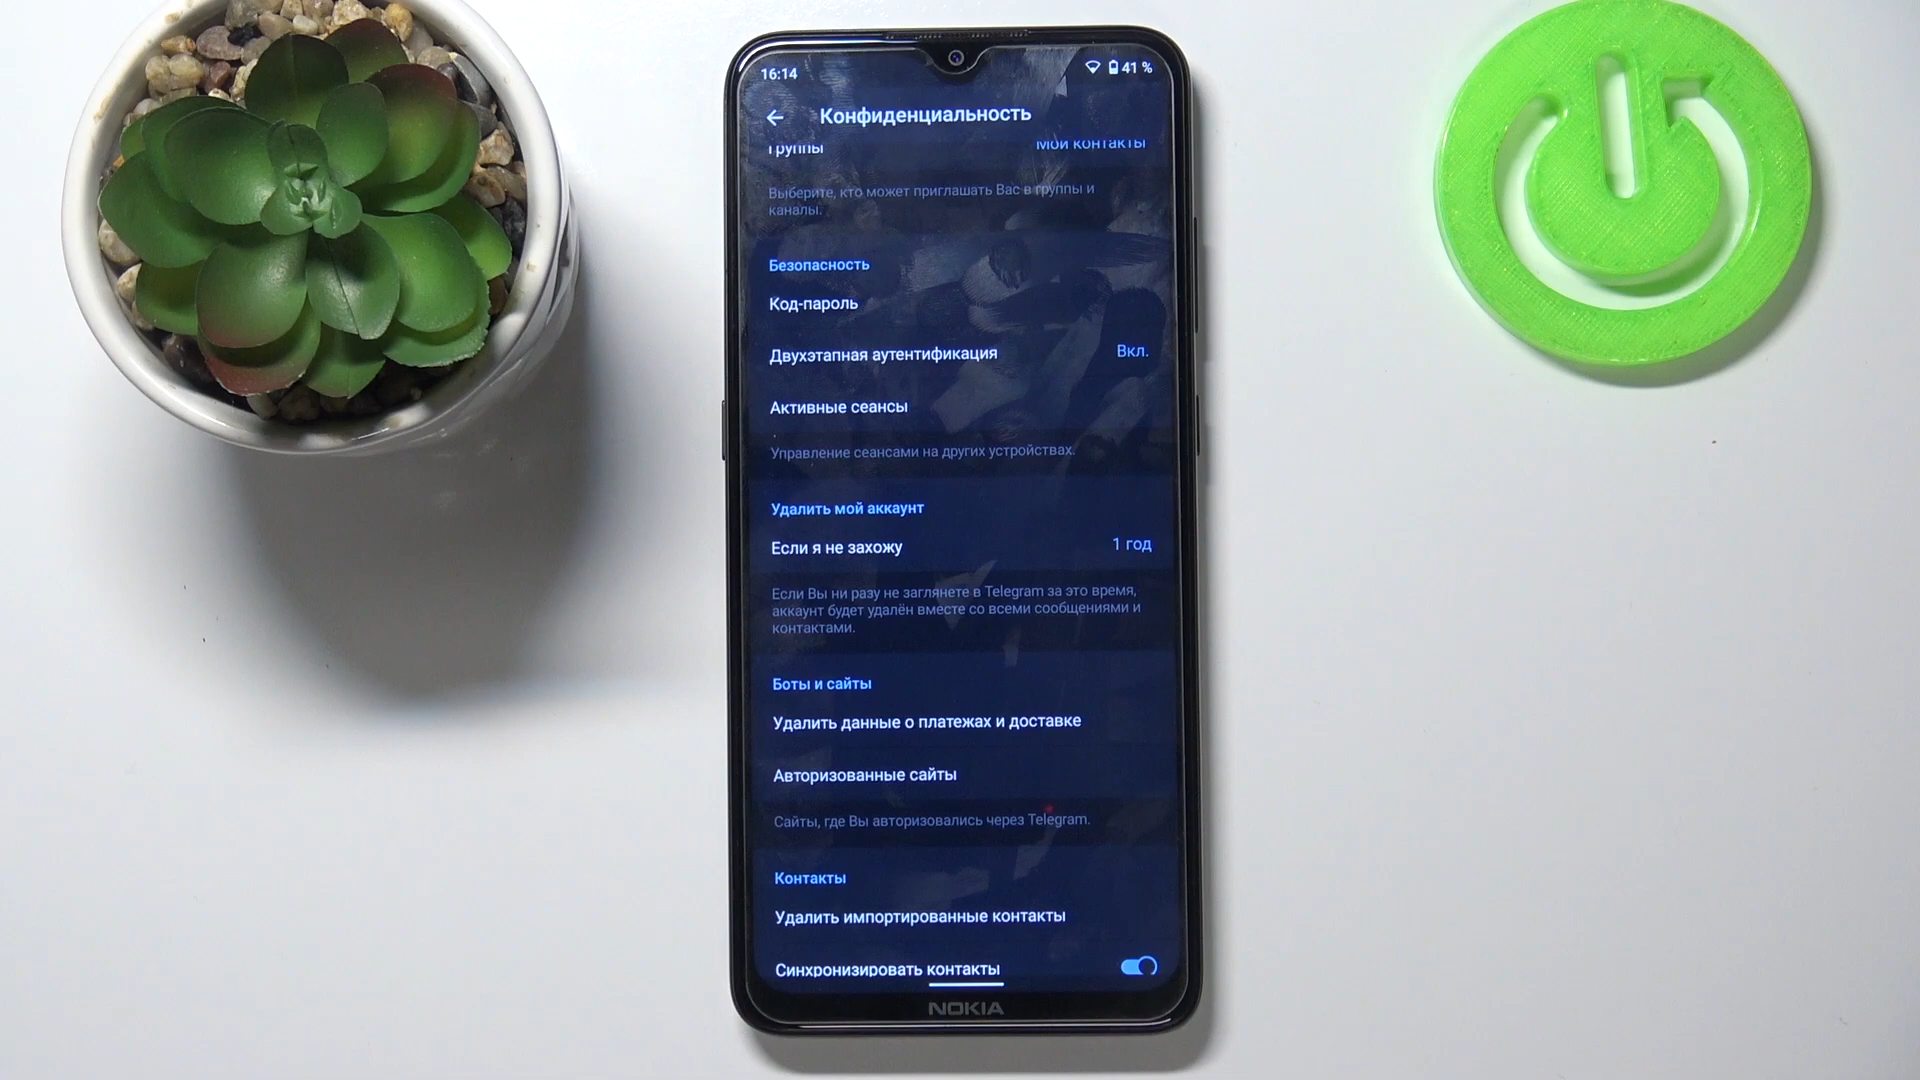 16:14
41 %
Конфиденциальность
Группы
Мои контакты
Выберите, кто может приглашать Вас в группы и
каналы.
Безопасность
Код-пароль
Двухэтапная аутентификация
Вкл.
Активные сеансы
Управление сеансами на других устройствах.
Удалить мой аккаунт
Если я не захожу
1 год
Если Вы ни разу не заглянете в Telegram за это время,
аккаунт будет удалён вместе со всеми сообщениями и
контактами.
Боты и сайты
Удалить данные о платежах и доставке
Авторизованные сайты
Сайты, где Вы авторизовались через Telegram.
Контакты
Удалить импортированные контакты
Синхронизировать контакты
NOKIA